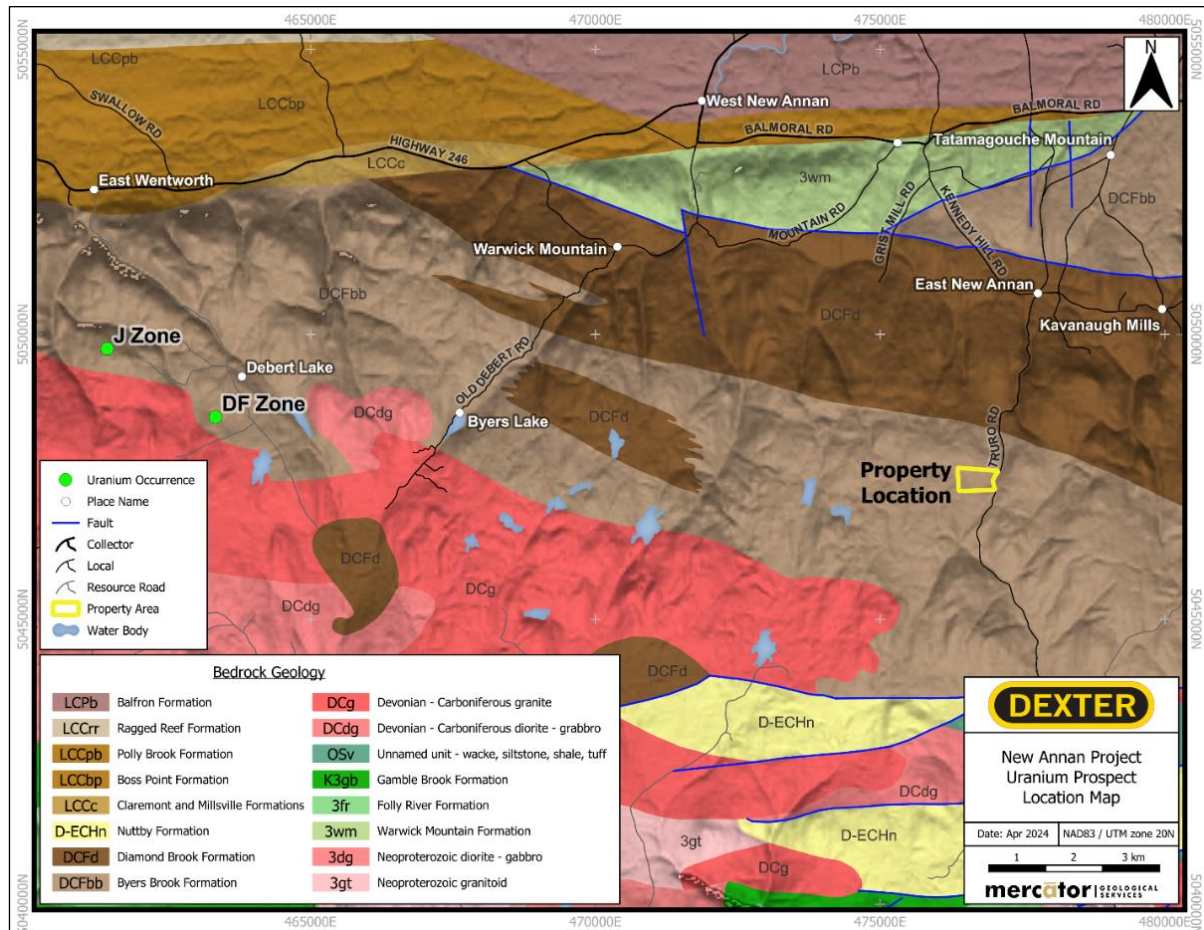 465000E
470000E
475000E
480000E
5055000N
5055000N
N
LCCpb
LCPb
LCCbp
SWALLOW RD
West New Annan
BALMORAL RD
BALMORAL RD
Tatamagouche Mountain
HIGHWAY 246
LCCc
East Wentworth
3wm
DCFbb
MOUNTAIN RD
GRIST MILL RD
KENNEDY HILL RD
Warwick Mountain
DCFbb
East New Annan
Kavanaugh Mills
DCFd
5050000N
5050000N
J Zone
Debert Lake
OLD DEBERT RD
DF Zone
DCdg
Byers Lake
DCFd
TRURO RD
Property
Location
Uranium Occurrence
Place Name
Fault
Collector
Local
Resource Road
Property Area
Water Body
DCFd
DCg
DCdg
5045000N
5045000N
DCFd
D-ECHn
DCdg
D-ECHn
3gt
DCg
Bedrock Geology
LCPb Balfron Formation
LCCrr Ragged Reef Formation
LCCpb Polly Brook Formation
LCCbp Boss Point Formation
LCCc Claremont and Millsville Formations
D-ECHn Nuttby Formation
DCFd Diamond Brook Formation
DCFbb Byers Brook Formation
DCg Devonian - Carboniferous granite
DCdg Devonian - Carboniferous diorite - grabbro
OSv Unnamed unit - wacke, siltstone, shale, tuff
K3gb Gamble Brook Formation
3fr Folly River Formation
3wm Warwick Mountain Formation
3dg Neoproterozoic diorite - gabbro
3gt Neoproterozoic granitoid
DEXTER
New Annan Project
Uranium Prospect
Location Map
Date: Apr 2024 NAD83 / UTM zone 20N
1 2 3 km
mercator GEOLOGICAL SERVICES
5040000N
5040000N
465000E
470000E
475000E
480000E